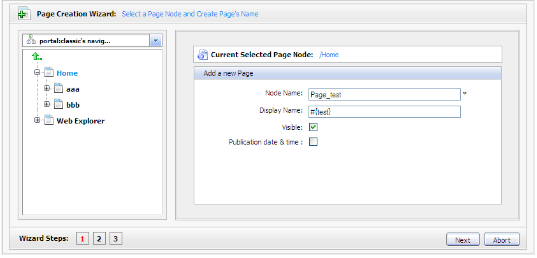 Page Creation Wizard: Select a Page Node and Create Page's Name
portal:classic's navig...
Home
aaa
bbb
Web Explorer
Current Selected Page Node: /Home
Add a new Page
Node Name: Page_test *
Display Name: #{test}
Visible:
Publication date & time :
Wizard Steps: 1 2 3
Next Abort